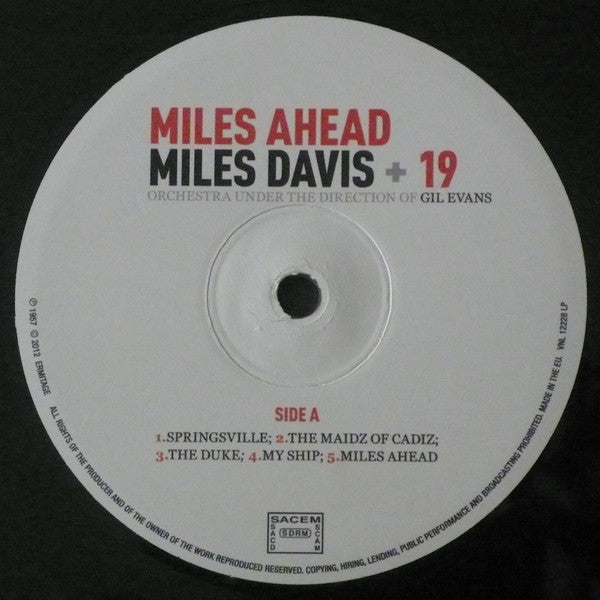 MILES AHEAD
MILES DAVIS + 19
ORCHESTRA UNDER THE DIRECTION OF GIL EVANS
SIDE A
1.SPRINGSVILLE; 2.THE MAIDZ OF CADIZ;
3.THE DUKE; 4.MY SHIP; 5.MILES AHEAD
℗ 1957 © 2012 ERMITAGE
ALL RIGHTS OF THE PRODUCER AND OF THE OWNER OF THE WORK REPRODUCED RESERVED. COPYING, HIRING, LENDING, PUBLIC PERFORMANCE AND BROADCASTING PROHIBITED. MADE IN THE EU.
VNL 12228 LP
SACEM
SACD
SDRM
SCAM